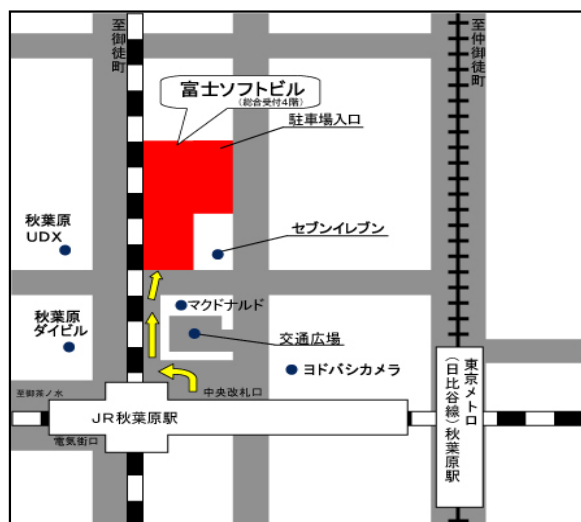 至御徒町
至仲御徒町
富士ソフトビル
(総合受付4階)
駐車場入口
秋葉原
UDX
セブンイレブン
マクドナルド
秋葉原
ダイビル
交通広場
ヨドバシカメラ
至御茶ノ水
中央改札口
JR秋葉原駅
電気街口
東京メトロ
(日比谷線)秋葉原駅